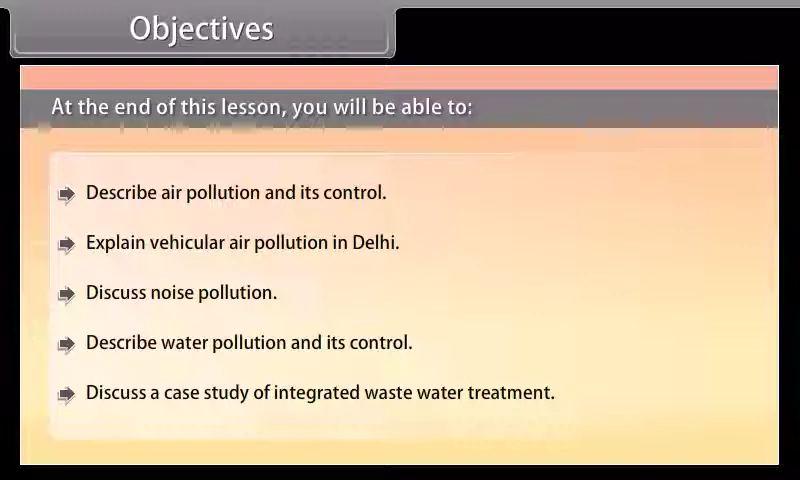 Objectives
At the end of this lesson, you will be able to:
Describe air pollution and its control.
Explain vehicular air pollution in Delhi.
Discuss noise pollution.
Describe water pollution and its control.
Discuss a case study of integrated waste water treatment.